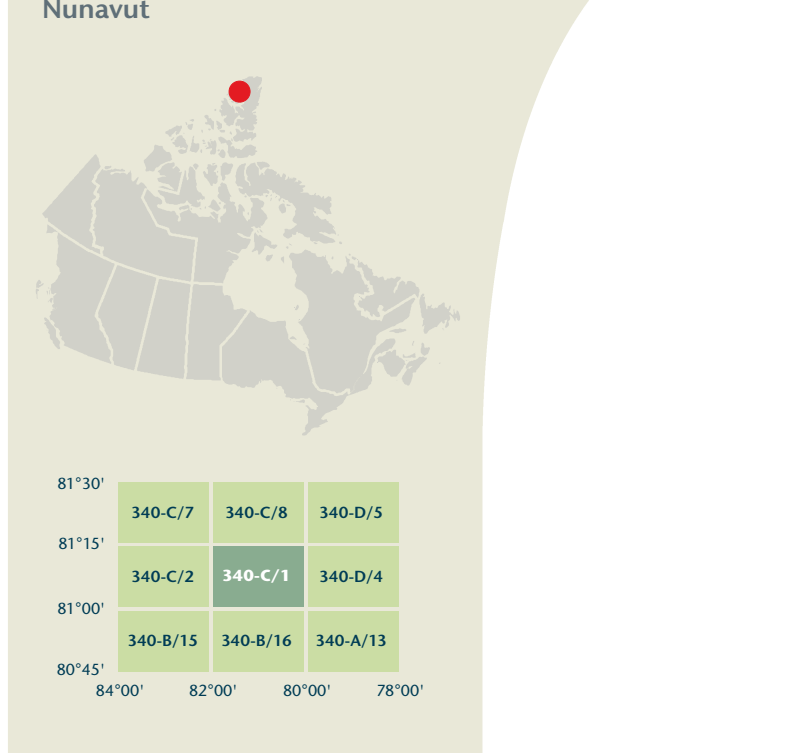 Nunavut
81°30'
340-C/7 340-C/8 340-D/5
81°15'
340-C/2 340-C/1 340-D/4
81°00'
340-B/15 340-B/16 340-A/13
80°45'
84°00' 82°00' 80°00' 78°00'